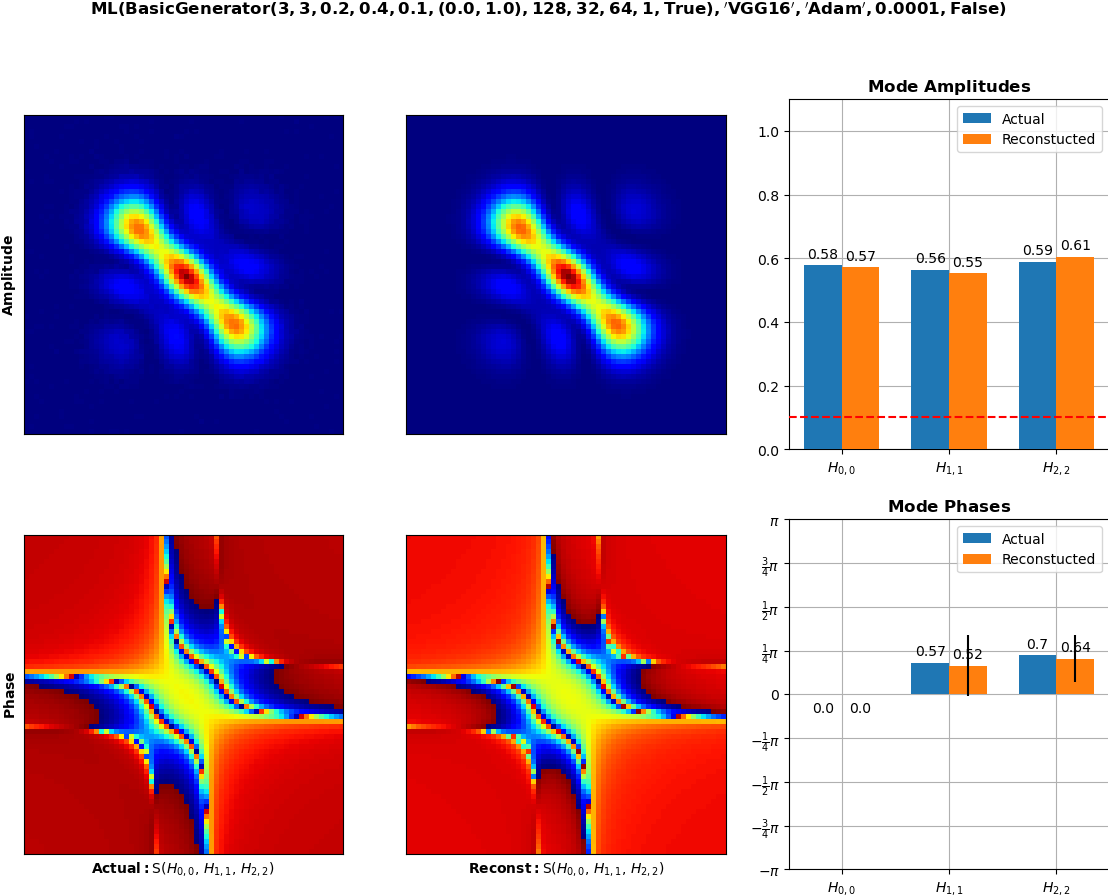 ML(BasicGenerator(3, 3, 0.2, 0.4, 0.1, (0.0, 1.0), 128, 32, 64, 1, True),′VGG16′,′Adam′, 0.0001, False)
Amplitude
Mode Amplitudes
Actual
Reconstucted
1.0
0.8
0.6
0.4
0.2
0.0
0.58 0.57
0.56 0.55
0.59 0.61
H0,0 H1,1 H2,2
Phase
Actual: S(H0,0, H1,1, H2,2)
Reconst: S(H0,0, H1,1, H2,2)
Mode Phases
Actual
Reconstucted
π
3/4π
1/2π
1/4π
0
−1/4π
−1/2π
−3/4π
−π
0.0 0.0
0.57 0.52
0.7 0.64
H0,0 H1,1 H2,2